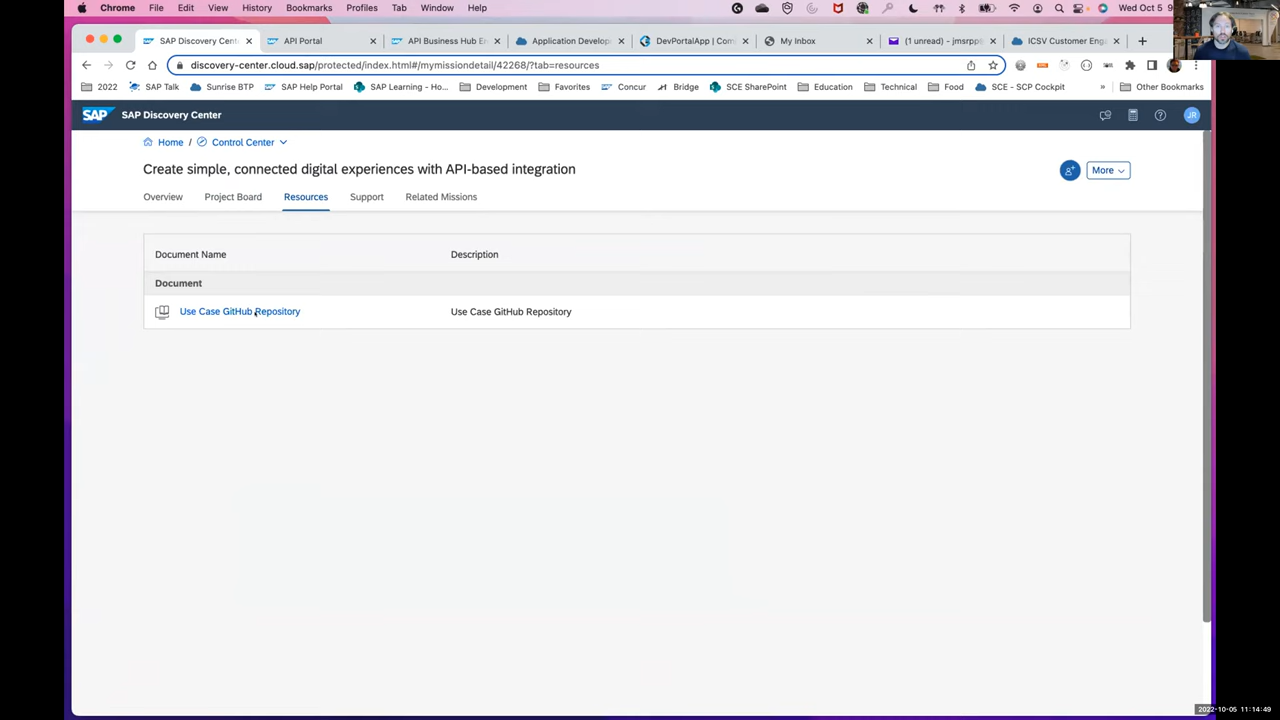 Chrome File Edit View History Bookmarks Profiles Tab Window Help Wed Oct 5 9
SAP Discovery Cent API Portal API Business Hub E Application Develop DevPortalApp | Com My Inbox (1 unread) - jmsrpp@ ICSV Customer Eng
discovery-center.cloud.sap/protected/index.html#/mymissiondetail/42268/?tab=resources
2022 SAP Talk Sunrise BTP SAP Help Portal SAP Learning - Ho... Development Favorites Concur Bridge SCE SharePoint Education Technical Food SCE - SCP Cockpit » Other Bookmarks
SAP SAP Discovery Center JR
Home / Control Center
Create simple, connected digital experiences with API-based integration
More
Overview Project Board Resources Support Related Missions
Document Name Description
Document
Use Case GitHub Repository Use Case GitHub Repository
2022-10-05 11:14:49